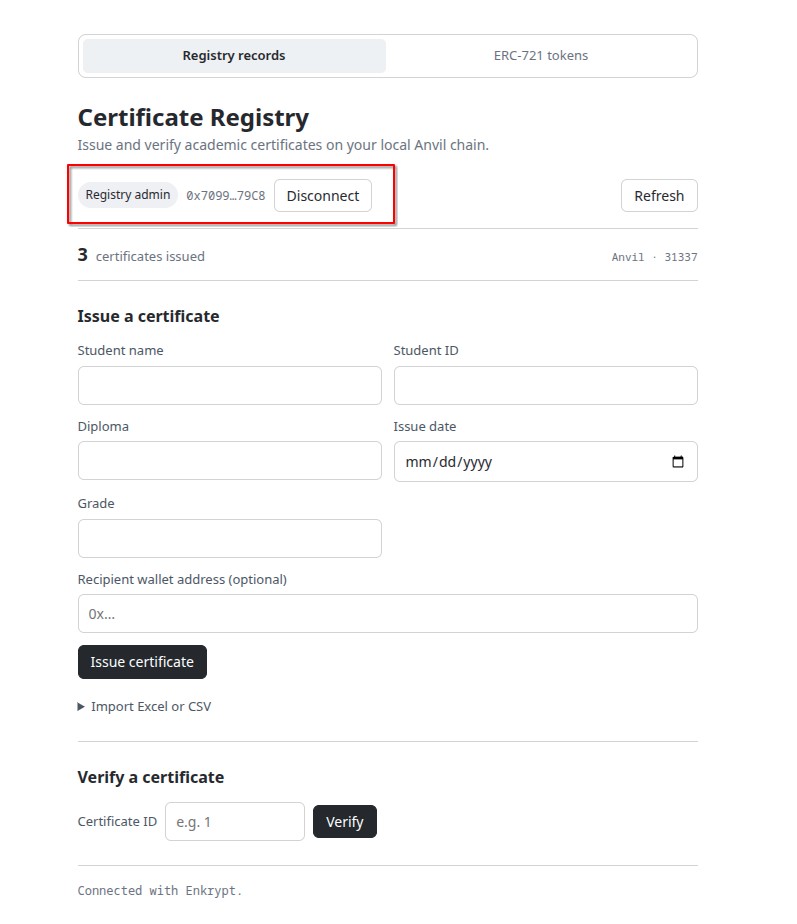 Registry records ERC-721 tokens
Certificate Registry
Issue and verify academic certificates on your local Anvil chain.
Registry admin 0x7099…79C8 Disconnect Refresh
3 certificates issued Anvil · 31337
Issue a certificate
Student name Student ID
Diploma Issue date
mm/dd/yyyy
Grade
Recipient wallet address (optional)
0x…
Issue certificate
Import Excel or CSV
Verify a certificate
Certificate ID e.g. 1 Verify
Connected with Enkrypt.